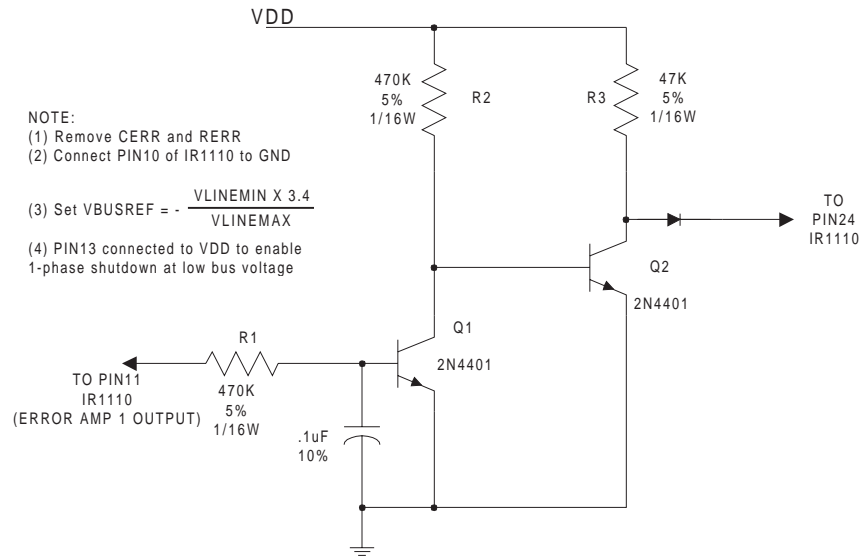 VDD
470K
5%
1/16W
R2
R3
47K
5%
1/16W
NOTE:
(1) Remove CERR and RERR
(2) Connect PIN10 of IR1110 to GND
(3) Set VBUSREF = - VLINEMIN X 3.4
VLINEMAX
(4) PIN13 connected to VDD to enable
1-phase shutdown at low bus voltage
TO
PIN24
IR1110
Q2
2N4401
Q1
2N4401
R1
470K
5%
1/16W
TO PIN11
IR1110
(ERROR AMP 1 OUTPUT)
.1uF
10%